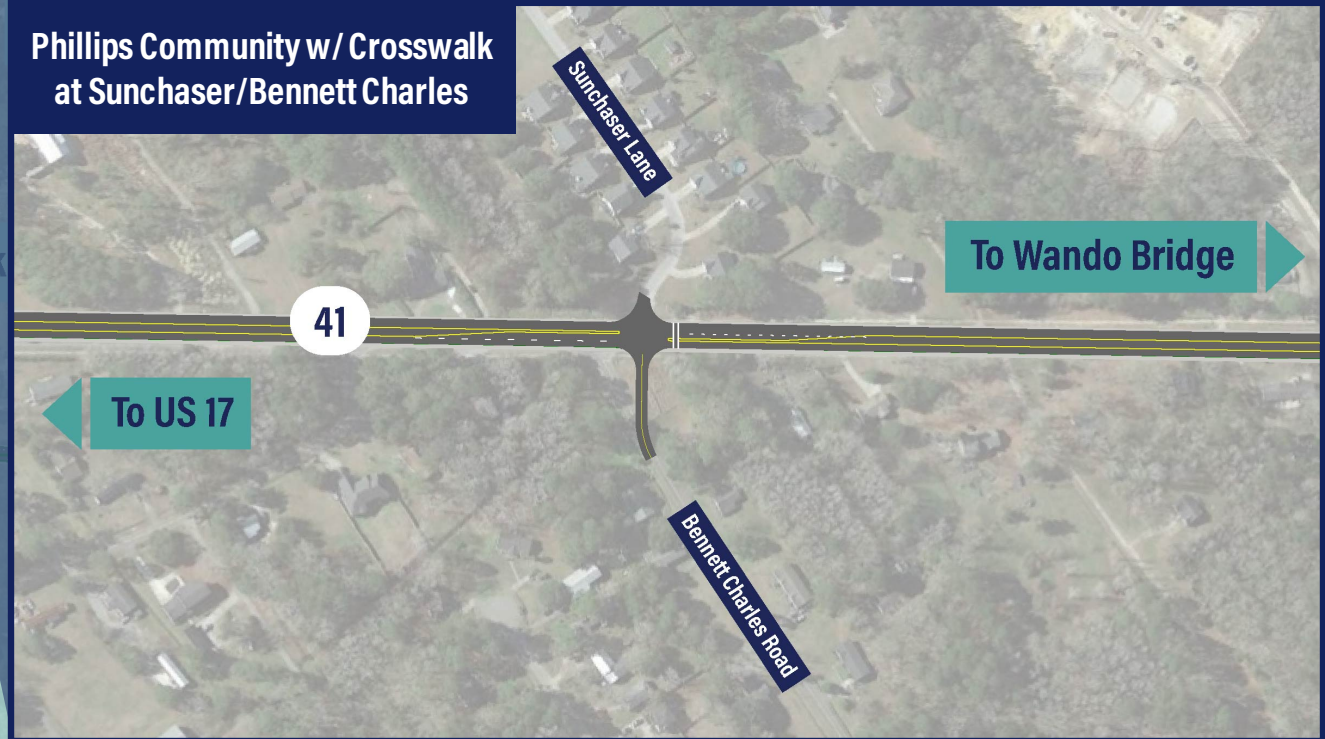 Phillips Community w/ Crosswalk
at Sunchaser/Bennett Charles
Sunchaser Lane
To Wando Bridge
41
To US 17
Bennett Charles Road